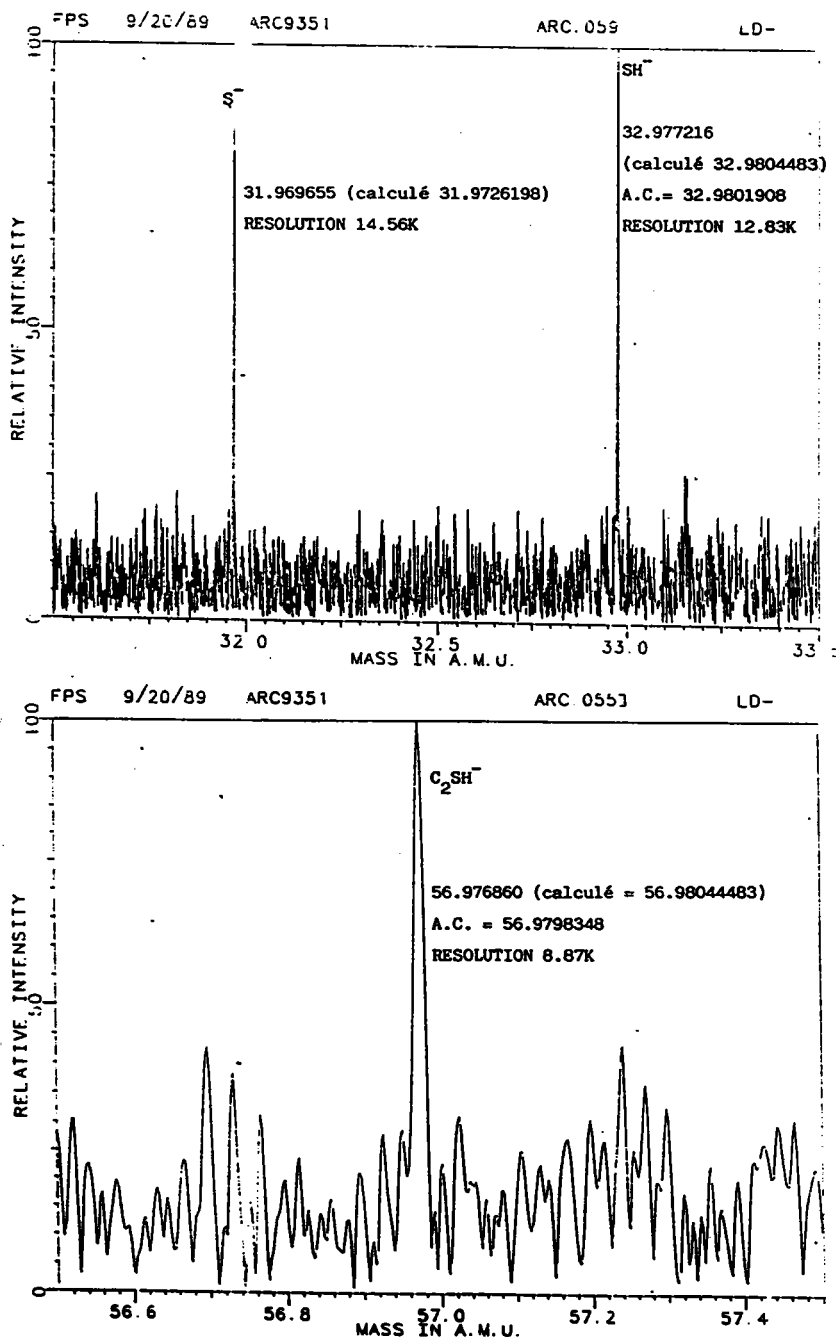 FPS 9/20/89 ARC9351 ARC.059 LD-
100
S⁻
SH⁻
32.977216
(calculé 32.9804483)
31.969655 (calculé 31.9726198)
A.C.= 32.9801908
RESOLUTION 14.56K
RESOLUTION 12.83K
RELATIVE INTENSITY
50
0
32.0 32.5 33.0 33
MASS IN A.M.U.
FPS 9/20/89 ARC9351 LD-
100
C₂SH⁻
56.976860 (calculé = 56.98044483)
A.C. = 56.9798348
RESOLUTION 8.87K
RELATIVE INTENSITY
50
0
56.6 56.8 57.0 57.2 57.4
MASS IN A.M.U.